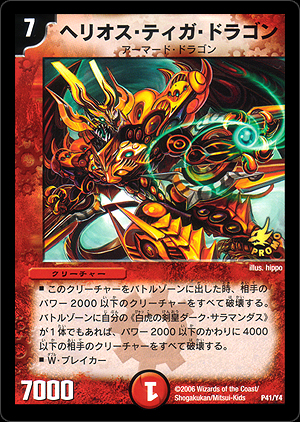 7
ヘリオス・ティガ・ドラゴン
アーマード・ドラゴン
PROMO
illus. hippo
クリーチャー
■ このクリーチャーをバトルゾーンに出した時、相手の
パワー2000以下のクリーチャーをすべて破壊する。
バトルゾーンに自分の《白虎の剣星ダーク・サラマンダス》
が1体でもあれば、パワー2000以下のかわりに4000
以下の相手のクリーチャーをすべて破壊する。
■ W・ブレイカー
7000
1
©2006 Wizards of the Coast/
Shogakukan/Mitsui-Kids
P41/Y4